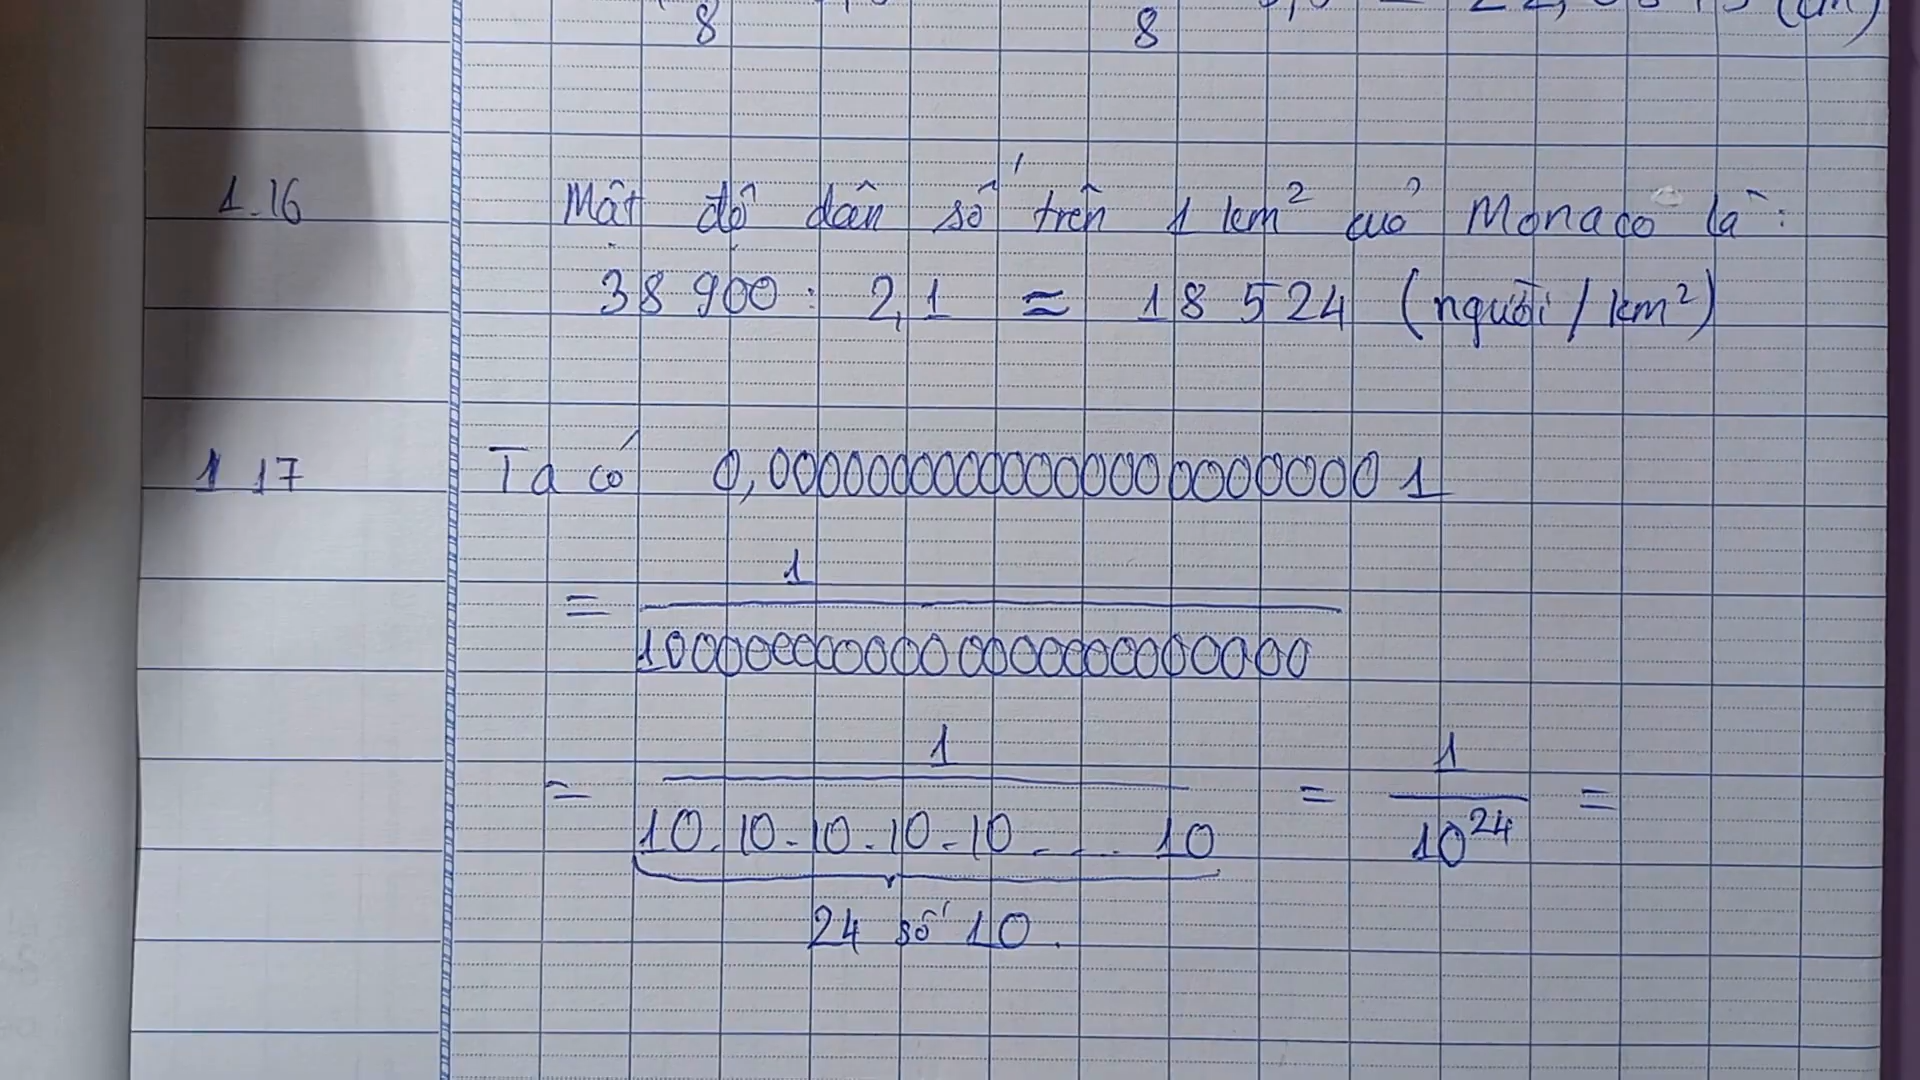 8 8
1.16 Mật độ dân số trên 1 km² của Monaco là:
38 900 : 2,1 ≈ 18 524 (người/km²)
1 17 Ta có 0,000000000000000000000001
= 1
1000000000000000000000000
= 1 = 1 =
10.10.10.10.10....10 10²⁴
24 số 10.